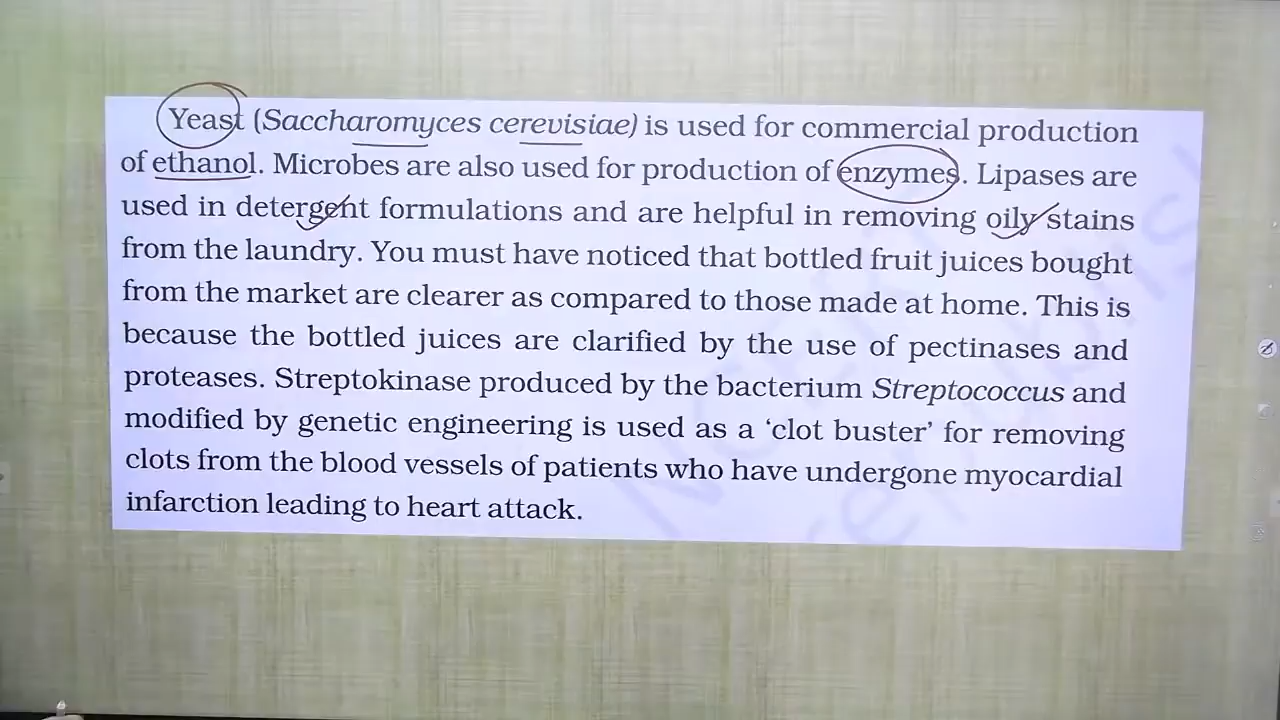 Yeast (Saccharomyces cerevisiae) is used for commercial production
of ethanol. Microbes are also used for production of enzymes. Lipases are
used in detergent formulations and are helpful in removing oily stains
from the laundry. You must have noticed that bottled fruit juices bought
from the market are clearer as compared to those made at home. This is
because the bottled juices are clarified by the use of pectinases and
proteases. Streptokinase produced by the bacterium Streptococcus and
modified by genetic engineering is used as a ‘clot buster’ for removing
clots from the blood vessels of patients who have undergone myocardial
infarction leading to heart attack.